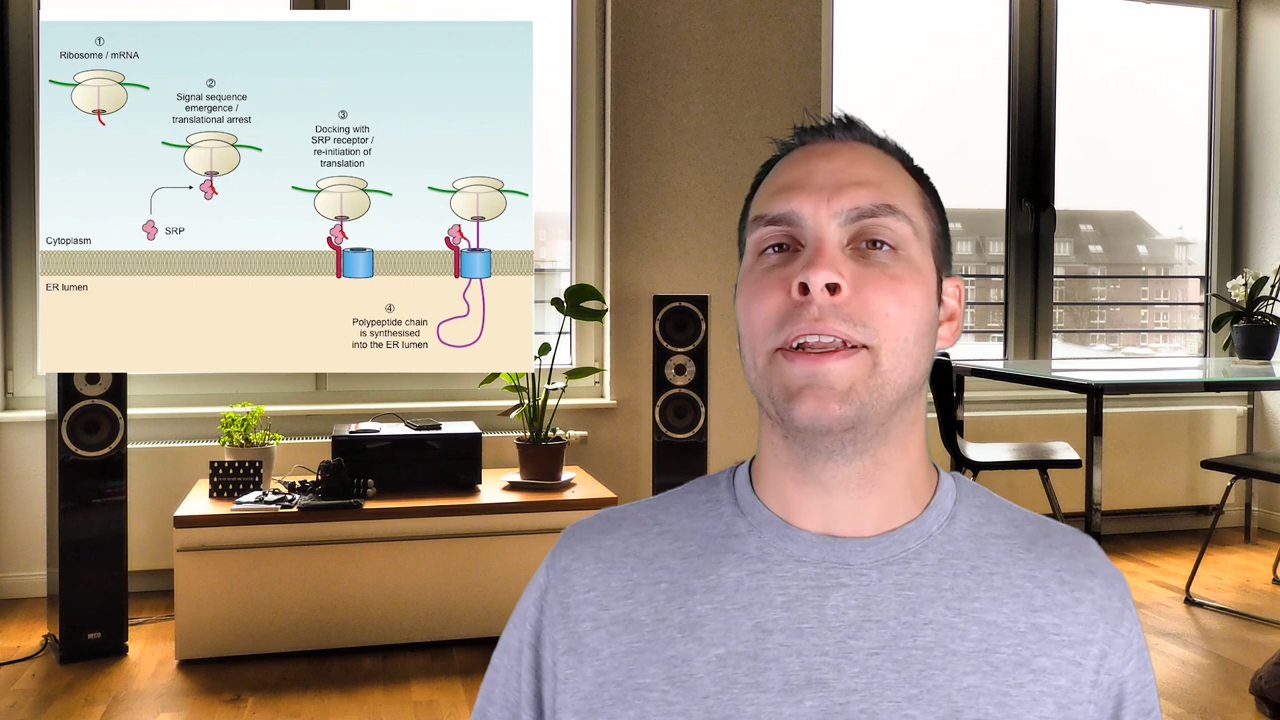 ①
Ribosome / mRNA
②
Signal sequence
emergence /
translational arrest
③
Docking with
SRP receptor /
re-initiation of
translation
SRP
Cytoplasm
ER lumen
④
Polypeptide chain
is synthesised
into the ER lumen
HECO